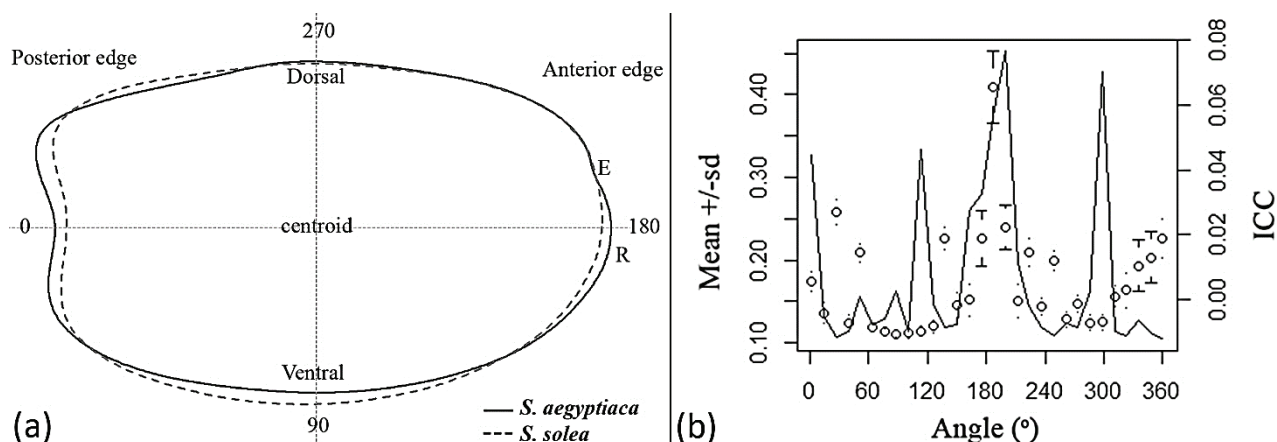 270
Posterior edge
Dorsal
Anterior edge
E
0
centroid
180
R
Ventral
S. aegyptiaca
S. solea
90
(a)
Mean +/-sd
0.40
0.30
0.20
0.10
0.08
0.06
0.04
0.02
0.00
ICC
0 60 120 180 240 300 360
Angle (º)
(b)